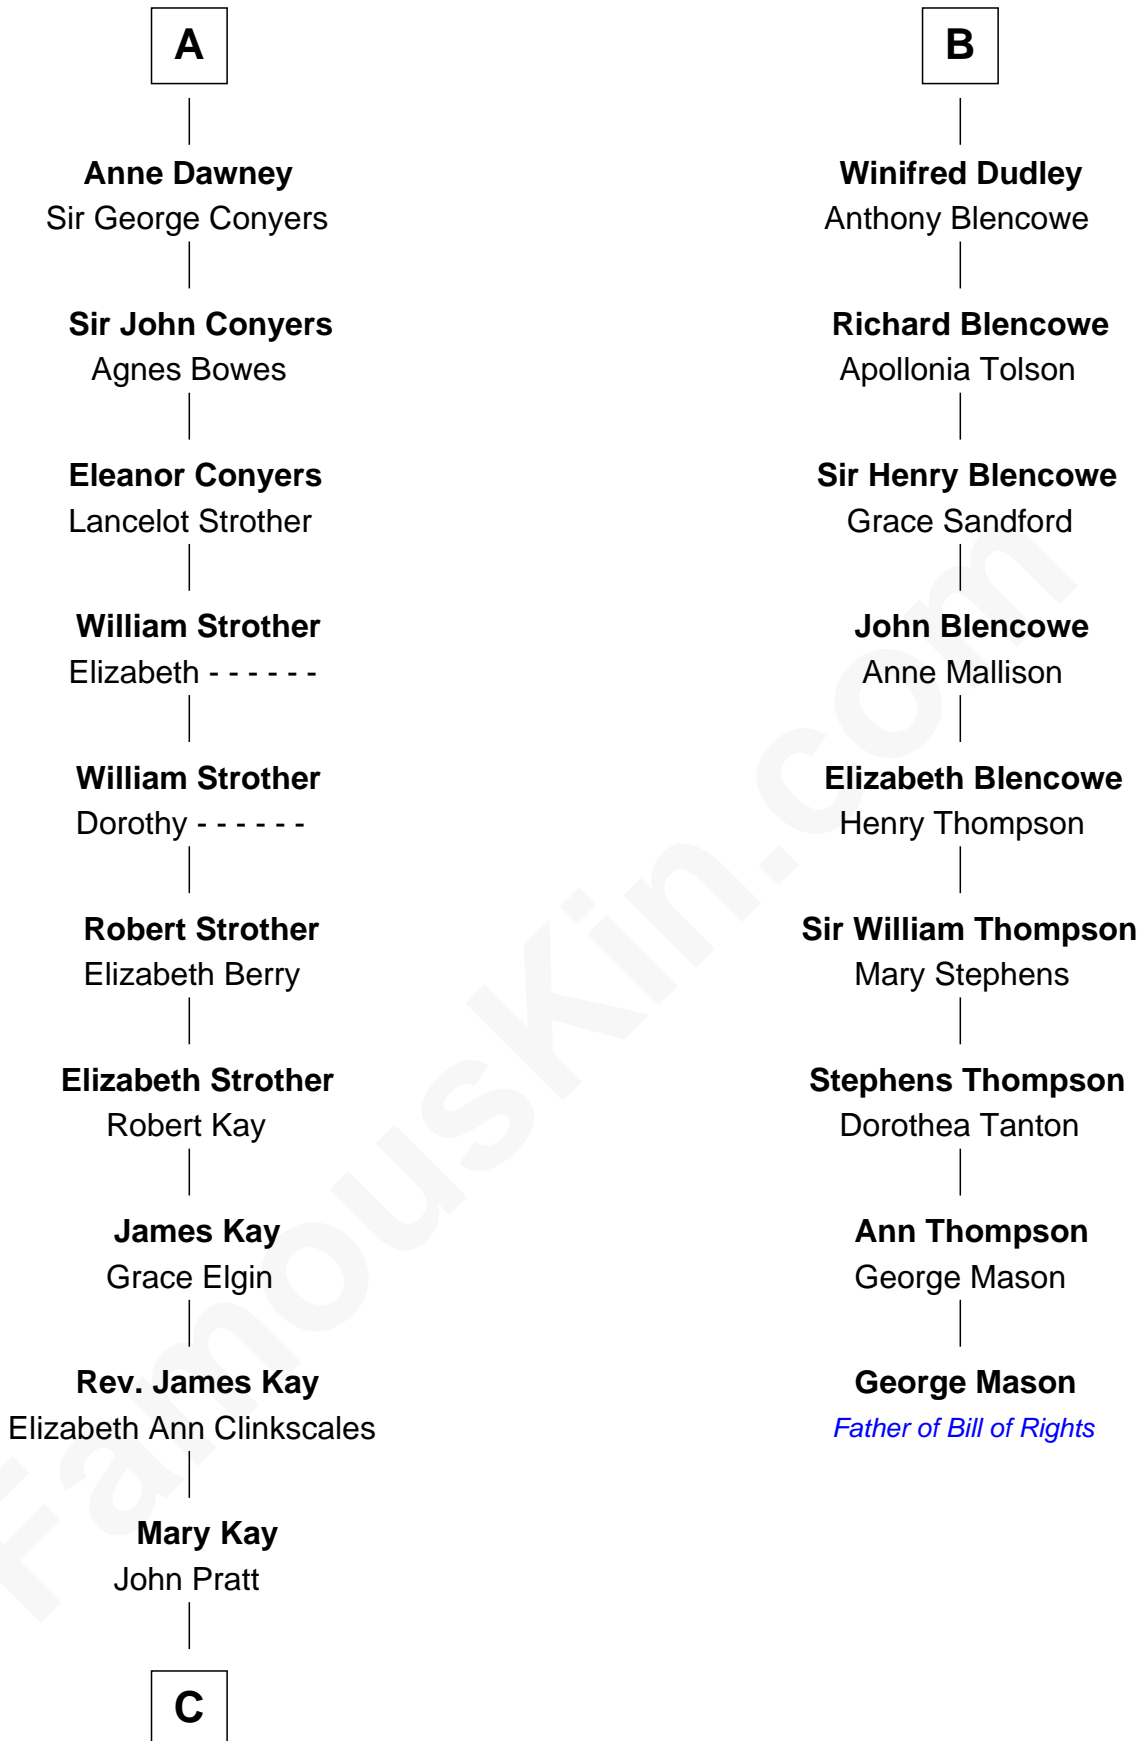 A
Anne Dawney
Sir George Conyers
Sir John Conyers
Agnes Bowes
Eleanor Conyers
Lancelot Strother
William Strother
Elizabeth - - - - - -
William Strother
Dorothy - - - - - -
Robert Strother
Elizabeth Berry
Elizabeth Strother
Robert Kay
James Kay
Grace Elgin
Rev. James Kay
Elizabeth Ann Clinkscales
Mary Kay
John Pratt
C
B
Winifred Dudley
Anthony Blencowe
Richard Blencowe
Apollonia Tolson
Sir Henry Blencowe
Grace Sandford
John Blencowe
Anne Mallison
Elizabeth Blencowe
Henry Thompson
Sir William Thompson
Mary Stephens
Stephens Thompson
Dorothea Tanton
Ann Thompson
George Mason
George Mason
Father of Bill of Rights
FamousKin.com